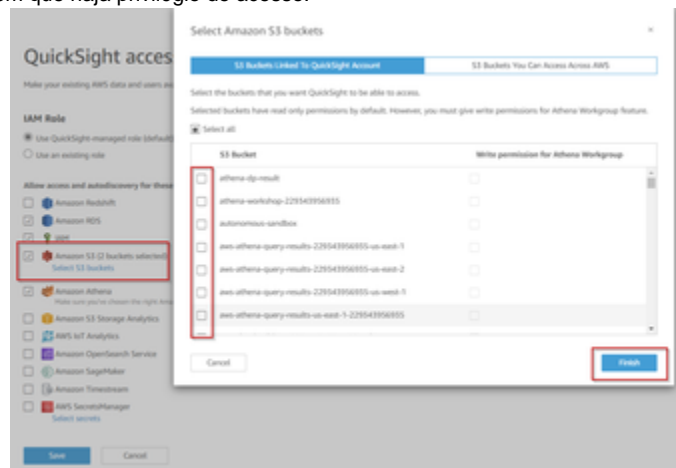 em que haja privilégio de acesso.
QuickSight acces
Make your existing AWS data and users av
IAM Role
Use QuickSight-managed role (default)
Use an existing role
Allow access and autodiscovery for these
Amazon Redshift
Amazon RDS
IAM
Amazon S3 (2 buckets selected)
Select S3 buckets
Amazon Athena
Make sure you've chosen the right Ama
Amazon S3 Storage Analytics
AWS IoT Analytics
Amazon OpenSearch Service
Amazon SageMaker
Amazon Timestream
AWS SecretsManager
Select secrets
Save
Cancel
Select Amazon S3 buckets
S3 Buckets Linked To QuickSight Account
S3 Buckets You Can Access Across AWS
Select the buckets that you want QuickSight to be able to access.
Selected buckets have read only permissions by default. However, you must give write permissions for Athena Workgroup feature.
Select all
S3 Bucket
Write permission for Athena Workgroup
athena-dp-result
athena-workshop-229543956935
autonomous-sandbox
aws-athena-query-results-229543956935-us-east-1
aws-athena-query-results-229543956935-us-east-2
aws-athena-query-results-229543956935-us-west-1
aws-athena-query-results-us-east-1-229543956935
Cancel
Finish